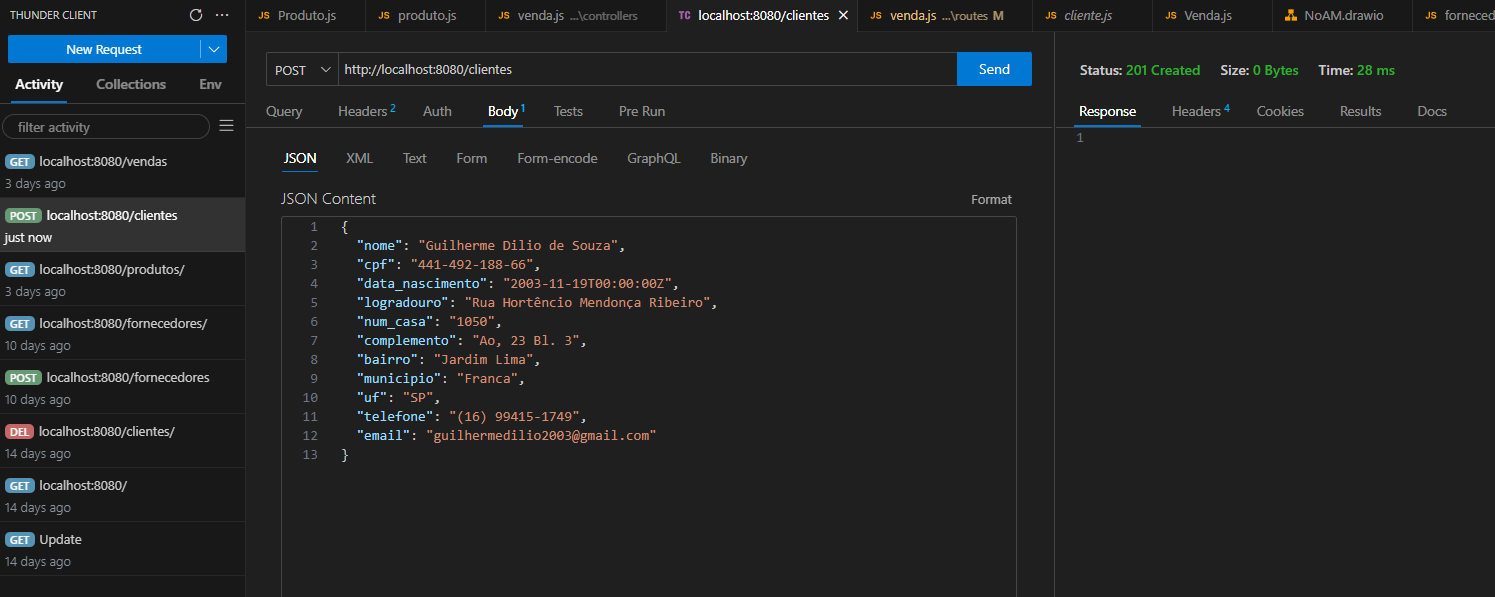 THUNDER CLIENT
New Request
Activity Collections Env
filter activity
GET localhost:8080/vendas
3 days ago
POST localhost:8080/clientes
just now
GET localhost:8080/produtos/
3 days ago
GET localhost:8080/fornecedores/
10 days ago
POST localhost:8080/fornecedores
10 days ago
DEL localhost:8080/clientes/
14 days ago
GET localhost:8080/
14 days ago
GET Update
14 days ago
JS Produto.js JS produto.js JS venda.js ...\controllers TC localhost:8080/clientes JS venda.js ...\routes M JS cliente.js JS Venda.js NoAM.drawio JS forneced
POST http://localhost:8080/clientes Send
Query Headers 2 Auth Body 1 Tests Pre Run
JSON XML Text Form Form-encode GraphQL Binary
JSON Content Format
1 {
2 "nome": "Guilherme Dilio de Souza",
3 "cpf": "441-492-188-66",
4 "data_nascimento": "2003-11-19T00:00:00Z",
5 "logradouro": "Rua Hortêncio Mendonça Ribeiro",
6 "num_casa": "1050",
7 "complemento": "Ao, 23 Bl. 3",
8 "bairro": "Jardim Lima",
9 "municipio": "Franca",
10 "uf": "SP",
11 "telefone": "(16) 99415-1749",
12 "email": "guilhermedilio2003@gmail.com"
13 }
Status: 201 Created Size: 0 Bytes Time: 28 ms
Response Headers 4 Cookies Results Docs
1